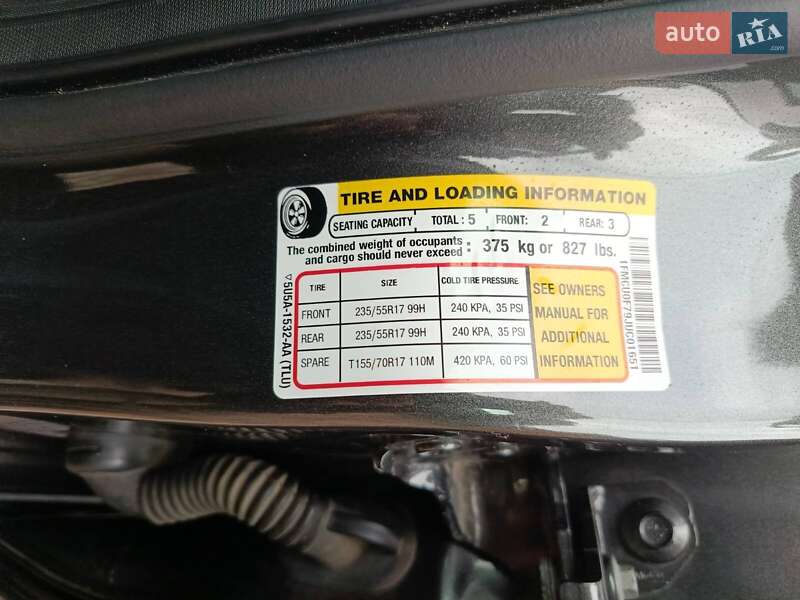 auto RIA
TIRE AND LOADING INFORMATION
SEATING CAPACITY TOTAL : 5 FRONT: 2 REAR: 3
The combined weight of occupants and cargo should never exceed : 375 kg or 827 lbs.
TIRE SIZE COLD TIRE PRESSURE
FRONT 235/55R17 99H 240 KPA, 35 PSI
REAR 235/55R17 99H 240 KPA, 35 PSI
SPARE T155/70R17 110M 420 KPA, 60 PSI
SEE OWNERS
MANUAL FOR
ADDITIONAL
INFORMATION
5U5A-1532-AA (TLU)
1FMCU0F79JUC01651